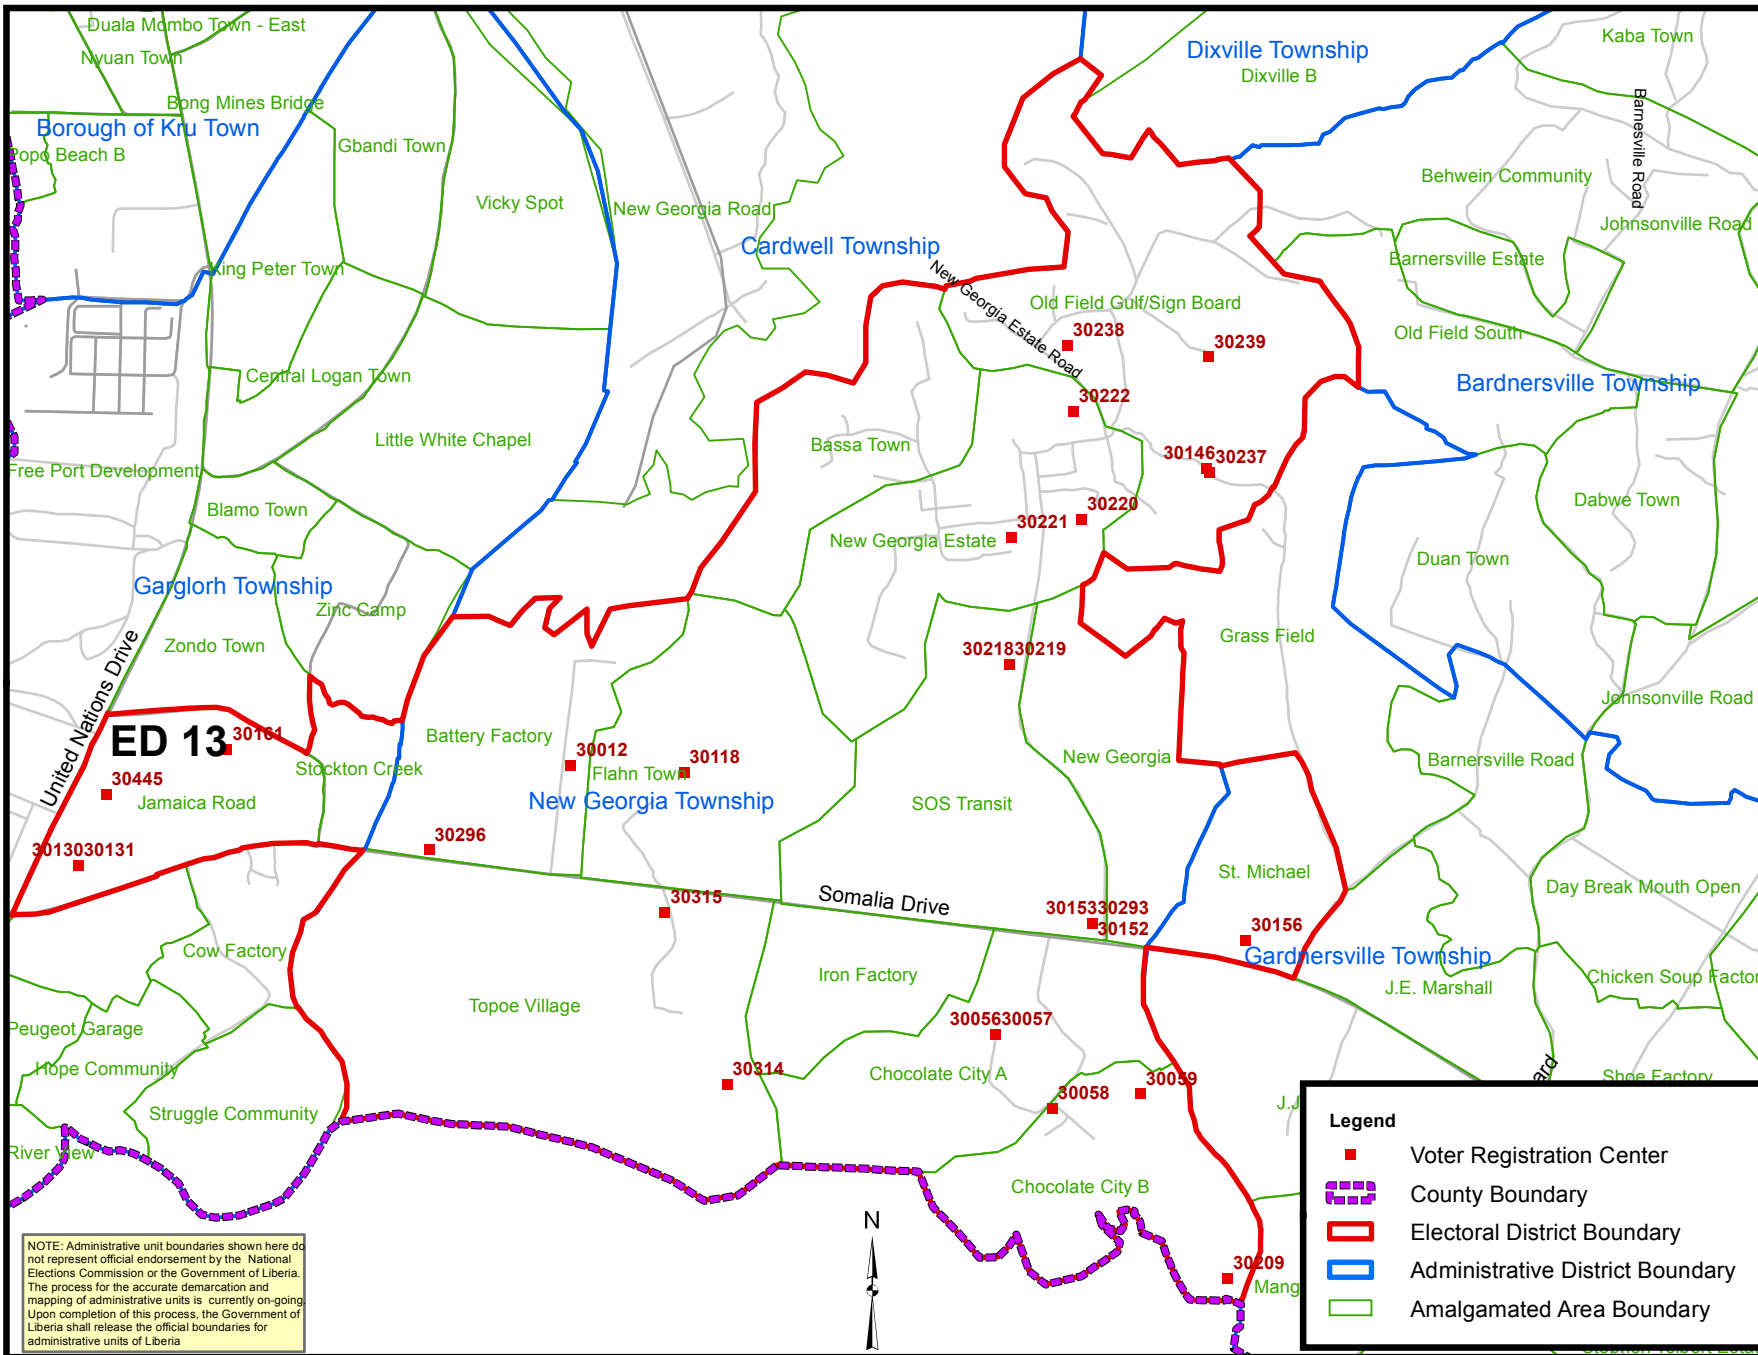 Duala Mombo Town - East
Nyuan Town
Bong Mines Bridge
Borough of Kru Town
Popo Beach B
Gbandi Town
Vicky Spot
New Georgia Road
Cardwell Township
Dixville Township
Dixville B
Kaba Town
Barnesville Road
Behwein Community
Johnsonville Road
Barnersville Estate
Old Field South
King Peter Town
New Georgia Estate Road
Old Field Gulf/Sign Board
30238
30239
Central Logan Town
30222
Bardnersville Township
Little White Chapel
Bassa Town
30146
30237
Free Port Development
Blamo Town
30220
30221
New Georgia Estate
Dabwe Town
Duan Town
Garglorh Township
Zinc Camp
Zondo Town
Grass Field
3021830219
United Nations Drive
ED 13
30161
Johnsonville Road
Battery Factory
30012
30118
Flahn Town
Stockton Creek
New Georgia
Barnersville Road
30445
Jamaica Road
New Georgia Township
SOS Transit
3013030131
30296
St. Michael
Day Break Mouth Open
Somalia Drive
30315
3015330293
30152
30156
Cow Factory
Gardnersville Township
Iron Factory
J.E. Marshall
Chicken Soup Factor
Topoe Village
3005630057
Peugeot Garage
Hope Community
30314
Chocolate City A
30059
30058
ard
Shoe Factory
Struggle Community
J.J
River View
Chocolate City B
30209
Mang
N
Legend
Voter Registration Center
County Boundary
Electoral District Boundary
Administrative District Boundary
Amalgamated Area Boundary
NOTE: Administrative unit boundaries shown here do
not represent official endorsement by the National
Elections Commission or the Government of Liberia.
The process for the accurate demarcation and
mapping of administrative units is currently on-going.
Upon completion of this process, the Government of
Liberia shall release the official boundaries for
administrative units of Liberia